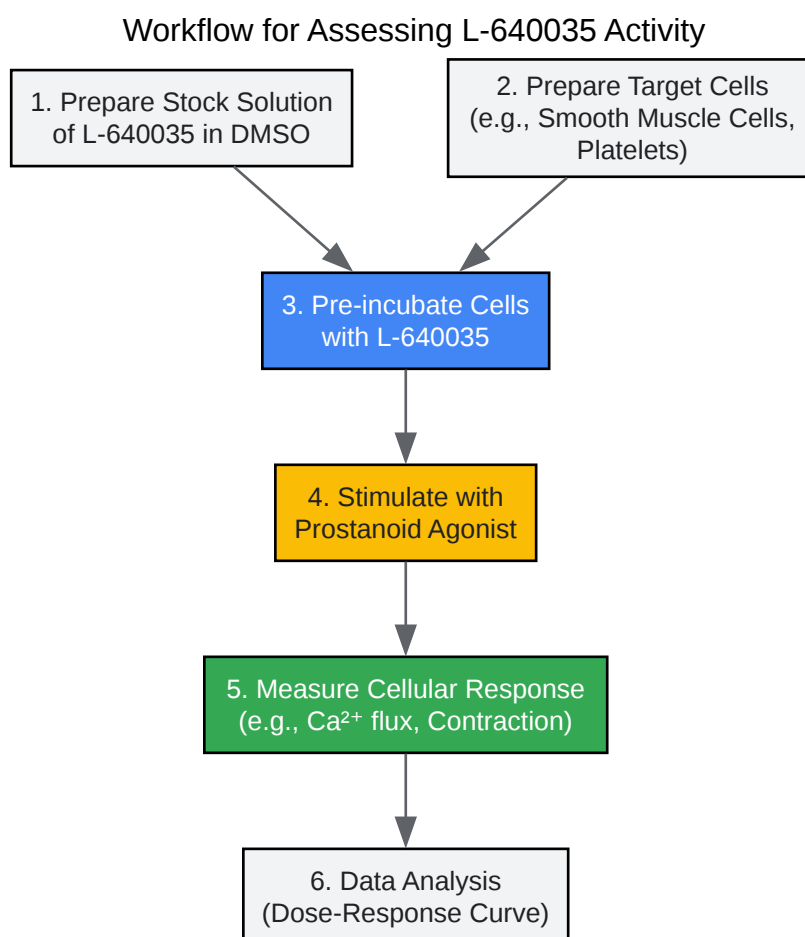 Workflow for Assessing L-640035 Activity
1. Prepare Stock Solution
of L-640035 in DMSO
2. Prepare Target Cells
(e.g., Smooth Muscle Cells,
Platelets)
3. Pre-incubate Cells
with L-640035
4. Stimulate with
Prostanoid Agonist
5. Measure Cellular Response
(e.g., Ca²⁺ flux, Contraction)
6. Data Analysis
(Dose-Response Curve)